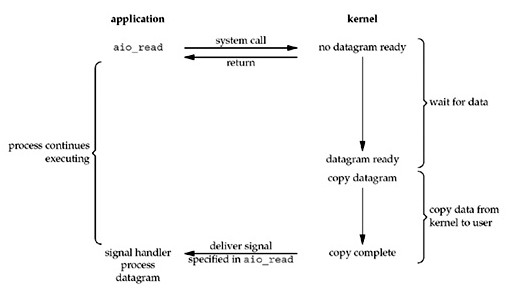 application
kernel
aio_read
system call
no datagram ready
return
wait for data
process continues
executing
datagram ready
copy datagram
copy data from
kernel to user
signal handler
process
datagram
deliver signal
specified in aio_read
copy complete